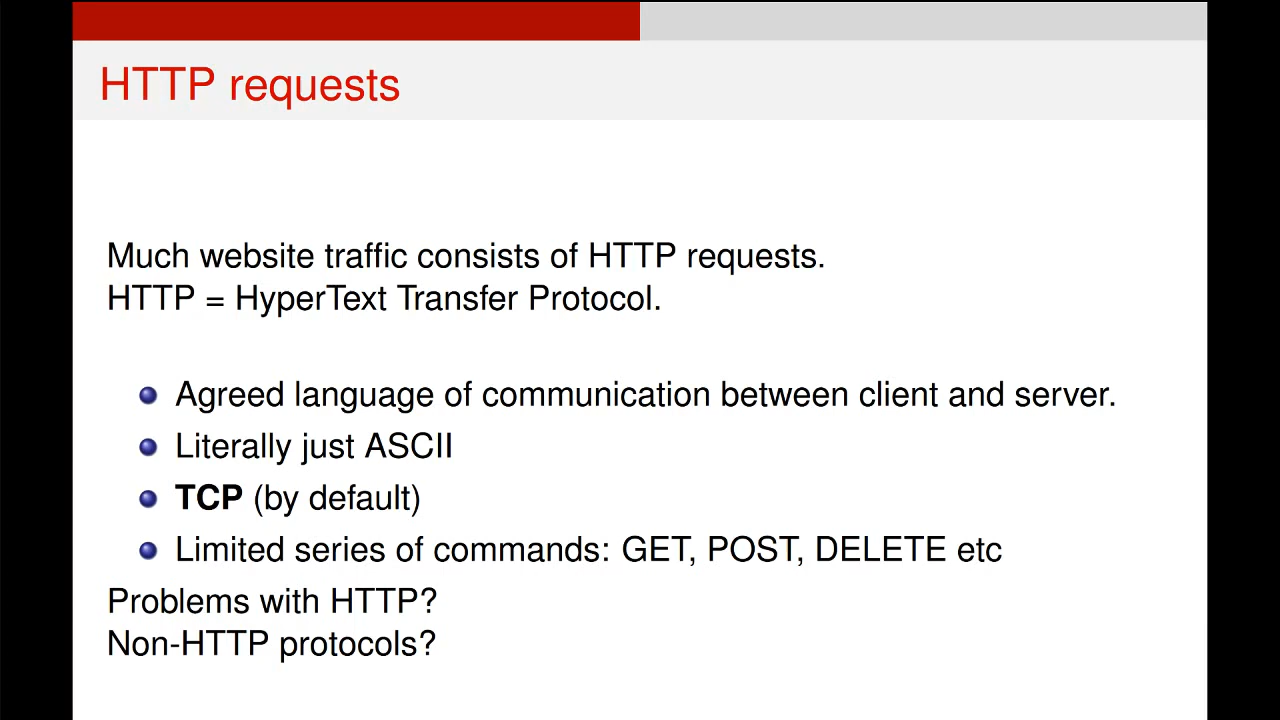 HTTP requests
Much website traffic consists of HTTP requests.
HTTP = HyperText Transfer Protocol.
Agreed language of communication between client and server.
Literally just ASCII
TCP (by default)
Limited series of commands: GET, POST, DELETE etc
Problems with HTTP?
Non-HTTP protocols?